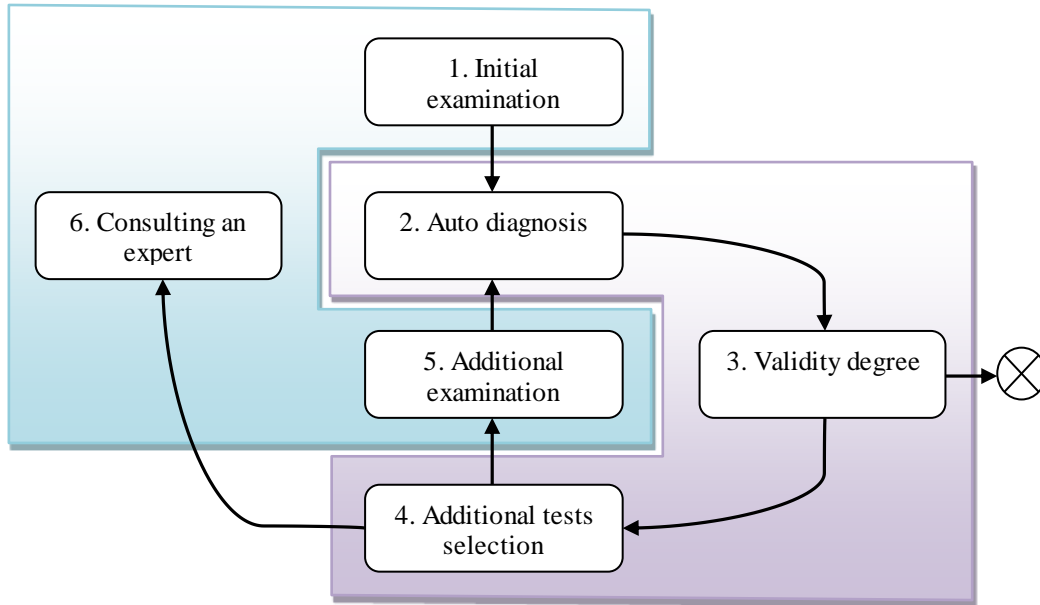 1. Initial
examination
2. Auto diagnosis
6. Consulting an
expert
3. Validity degree
5. Additional
examination
4. Additional tests
selection